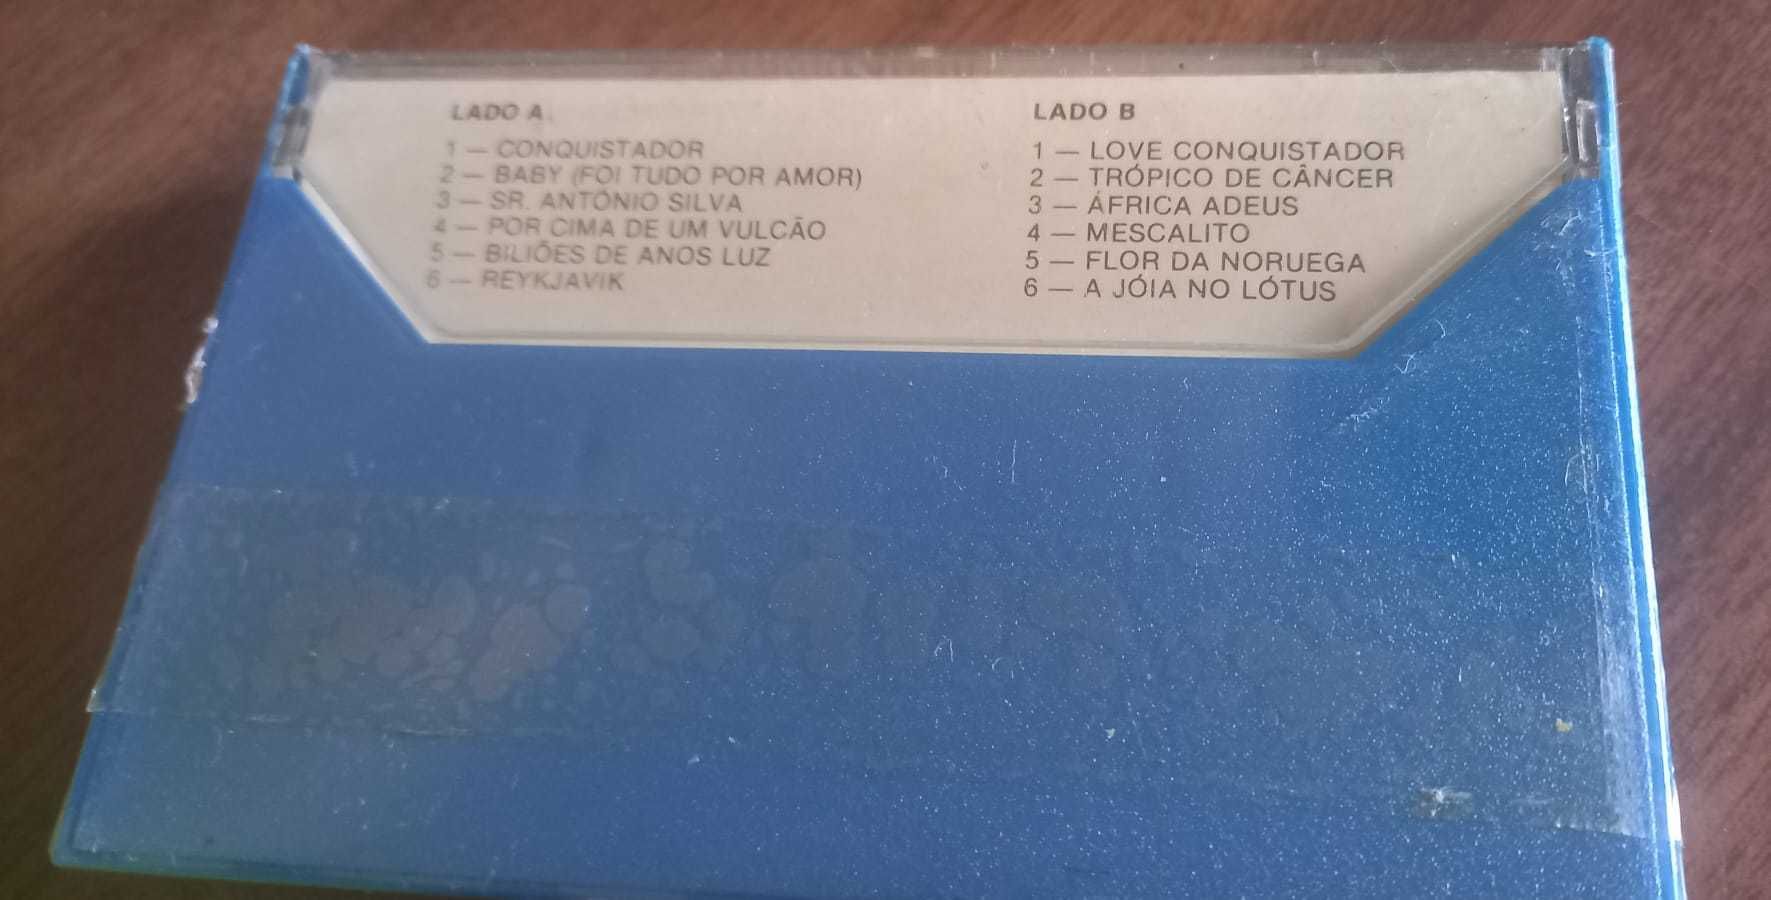 LADO A
1 — CONQUISTADOR
2 — BABY (FOI TUDO POR AMOR)
3 — SR. ANTÓNIO SILVA
4 — POR CIMA DE UM VULCÃO
5 — BILIÕES DE ANOS LUZ
6 — REYKJAVIK
LADO B
1 — LOVE CONQUISTADOR
2 — TRÓPICO DE CÂNCER
3 — ÁFRICA ADEUS
4 — MESCALITO
5 — FLOR DA NORUEGA
6 — A JÓIA NO LÓTUS